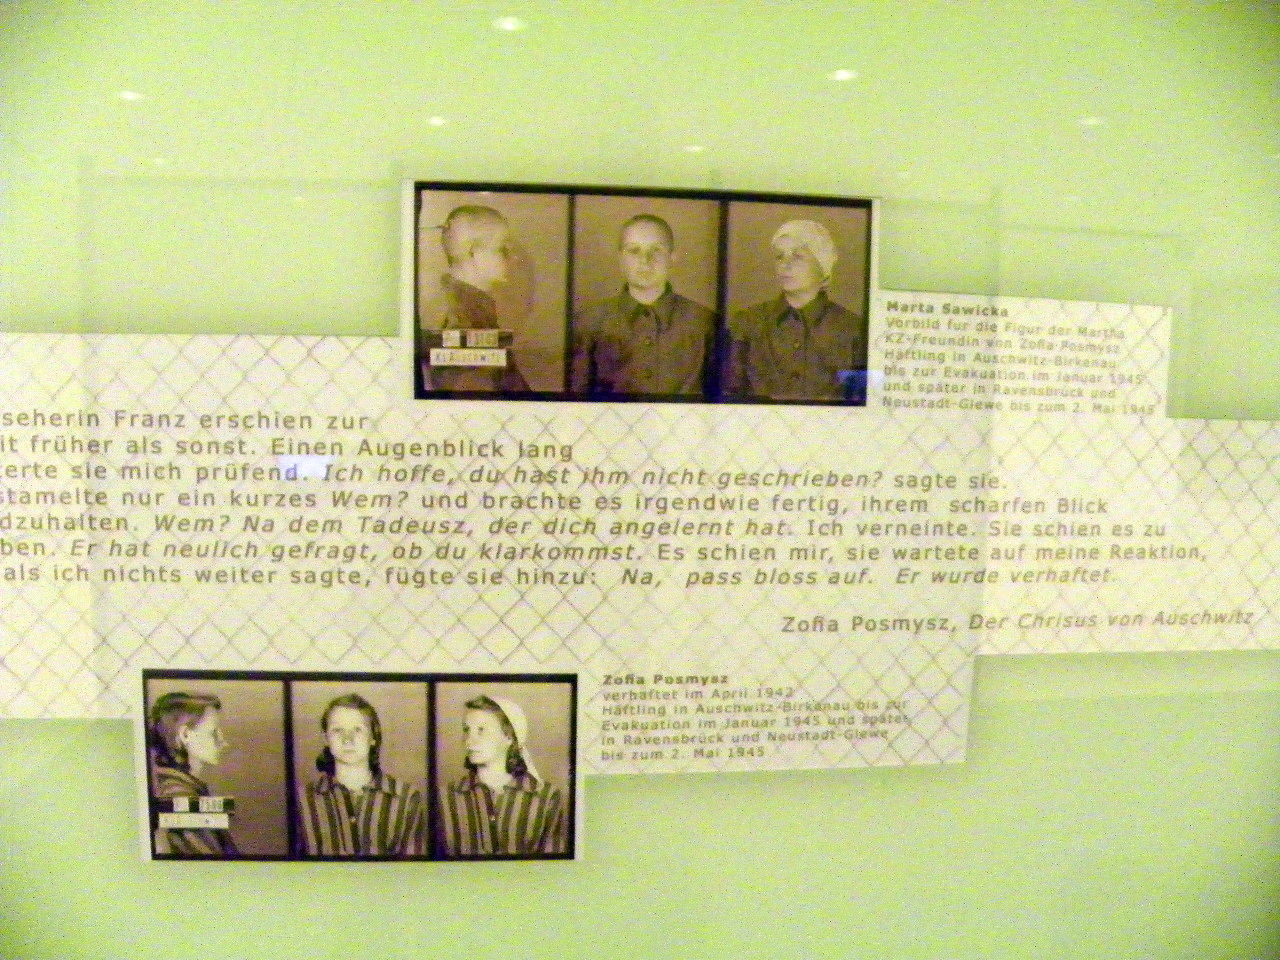 Marta Sawicka
Vorbild für die Figur der Martha
KZ-Freundin von Zofia Posmysz
Häftling in Auschwitz-Birkenau
bis zur Evakuation im Januar 1945
und später in Ravensbrück und
Neustadt-Glewe bis zum 2. Mai 1945
seherin Franz erschien zur
it früher als sonst. Einen Augenblick lang
terte sie mich prüfend. Ich hoffe, du hast ihm nicht geschrieben? sagte sie.
stamelte nur ein kurzes Wem? und brachte es irgendwie fertig, ihrem scharfen Blick
dzuhalten. Wem? Na dem Tadeusz, der dich angelernt hat. Ich verneinte. Sie schien es zu
ben. Er hat neulich gefragt, ob du klarkommst. Es schien mir, sie wartete auf meine Reaktion,
als ich nichts weiter sagte, fügte sie hinzu: Na, pass bloss auf. Er wurde verhaftet.
Zofia Posmysz, Der Chrisus von Auschwitz
Zofia Posmysz
verhaftet im April 1942
Häftling in Auschwitz-Birkenau bis zur
Evakuation im Januar 1945 und später
in Ravensbrück und Neustadt-Glewe
bis zum 2. Mai 1945